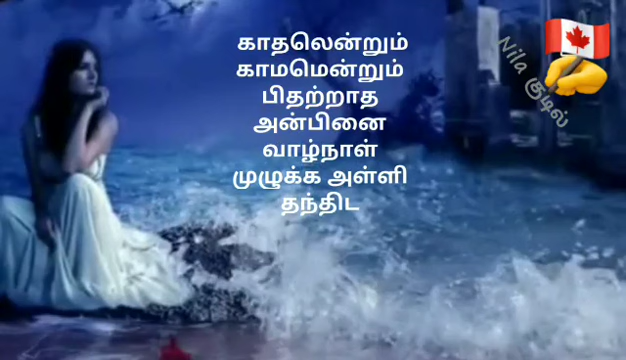 காதலென்றும்
காமமென்றும்
பிதற்றாத
அன்பினை
வாழ்நாள்
முழுக்க அள்ளி
தந்திட
Nila குடில்